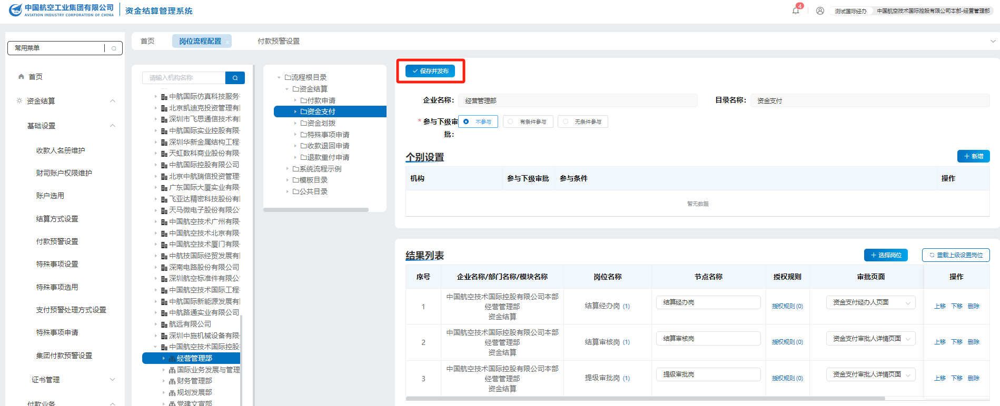 中国航空工业集团有限公司
AVIATION INDUSTRY CORPORATION OF CHINA
资金结算管理系统
4
测试国际经办
中国航空技术国际控股有限公司本部-经营管理部
常用菜单
首页
资金结算
基础设置
收款人名册维护
财司账户权限维护
账户选用
结算方式设置
付款预警设置
特殊事项设置
特殊事项选用
支付预警处理方式设置
特殊事项申请
集团付款预警设置
证书管理
付款业务
首页
岗位流程配置
付款预警设置
请输入机构名称
中航国际仿真科技服务
北京凯迪克投资管理有
深圳市飞思通信技术有
中航国际实业控股有限
深圳华新金属结构工程
天虹数科商业股份有限
中航国际控股有限公司
北京中航瑞信投资管理
广东国际大厦实业有限
飞亚达精密科技股份有
天马微电子股份有限公
中国航空技术广州有限
中国航空技术北京有限
中国航空技术厦门有限
中航技国际经贸发展有
深南电路股份有限公司
深圳航空标准件有限公
中国航空技术国际工程
中航国际新能源发展有
中航路通实业有限公司
航远有限公司
深圳中施机械设备有限
中国航空技术国际控股
经营管理部
国际业务发展与管理
财务管理部
规划发展部
党建文宣部
流程根目录
资金结算
付款申请
资金支付
资金划拨
特殊事项申请
收款退回申请
退款重付申请
系统流程示例
模板目录
公共目录
保存并发布
企业名称： 经营管理部 目录名称： 资金支付
* 参与下级审批： 不参与 有条件参与 无条件参与
个别设置
新增
机构 参与下级审批 参与条件 操作
暂无数据
结果列表
选择岗位 重载上级设置岗位
序号 企业名称/部门名称/模块名称 岗位名称 节点名称 授权规则 审批页面 操作
1 中国航空技术国际控股有限公司本部 经营管理部 资金结算 结算经办岗 (1) 结算经办岗 授权规则(0) 资金支付经办人页面 上移 下移 删除
2 中国航空技术国际控股有限公司本部 经营管理部 资金结算 结算审核岗 (1) 结算审核岗 授权规则(0) 资金支付审批人详情页面 上移 下移 删除
3 中国航空技术国际控股有限公司本部 经营管理部 资金结算 提级审批岗 (1) 提级审批岗 授权规则(0) 资金支付审批人详情页面 上移 下移 删除